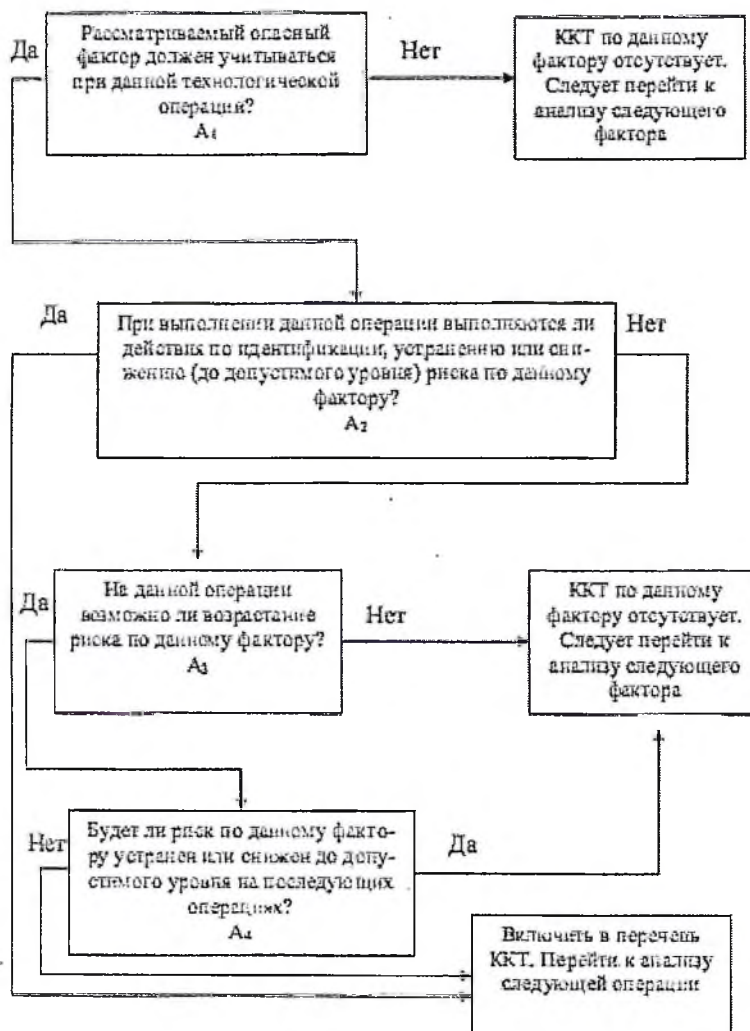 Да
Рассматриваемый опасный
фактор должен учитываться
при данной технологической
операции?
A₁
Нет
ККТ по данному
фактору отсутствует.
Следует перейти к
анализу следующего
фактора
Да
При выполнении данной операции выполняются ли
действия по идентификации, устранению или сни-
жению (до допустимого уровня) риска по данному
фактору?
A₂
Нет
Да
На данной операции
возможно ли возрастание
риска по данному фактору?
A₃
Нет
ККТ по данному
фактору отсутствует.
Следует перейти к
анализу следующего
фактора
Нет
Будет ли риск по данному факто-
ру устранен или снижен до допу-
стимого уровня на последующих
операциях?
A₄
Да
Включить в перечень
ККТ. Перейти к анализу
следующей операции